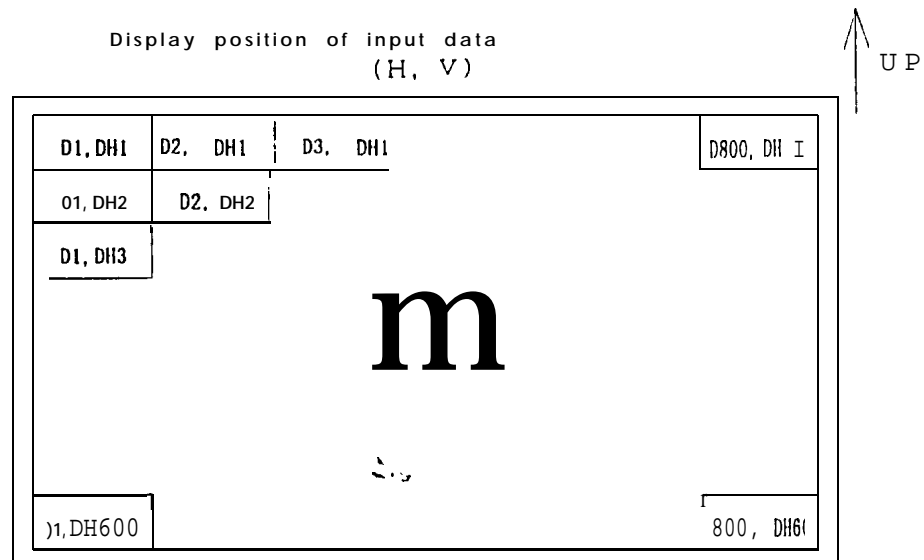 Display position of input data
(H, V)
UP
D1, DH1 D2, DH1 D3, DH1 D800, DH I
01, DH2 D2, DH2
D1, DH3
m
)1, DH600 800, DH6(